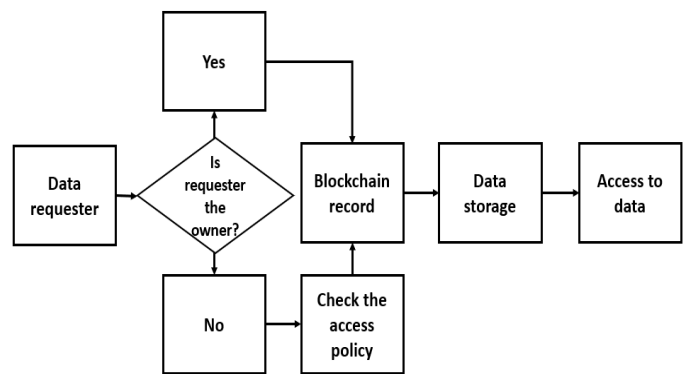 Yes
Data
requester
Is
requester
the
owner?
Blockchain
record
Data
storage
Access to
data
No
Check the
access
policy